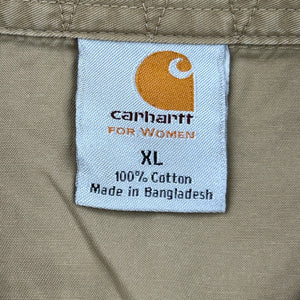 carhartt
FOR WOMEN
XL
100% Cotton
Made in Bangladesh